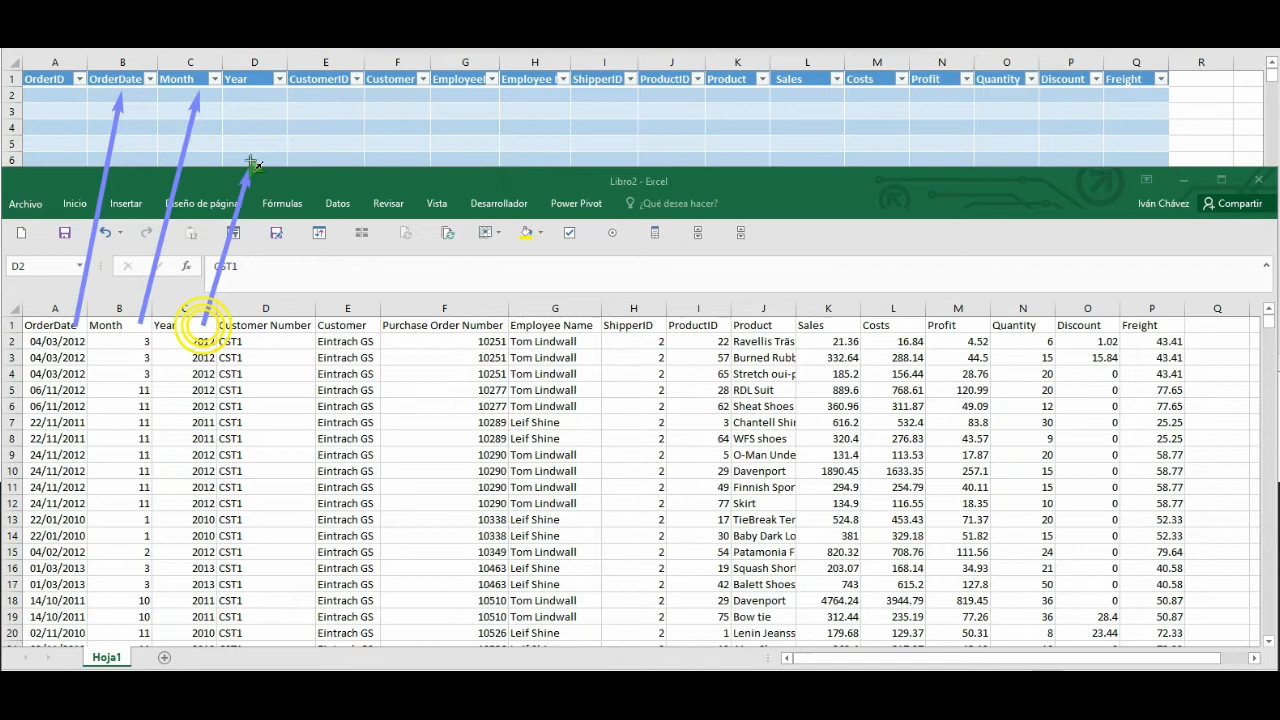 A B C D E F G H I J K L M N O P Q R
1 OrderID OrderDate Month Year CustomerID Customer EmployeeI Employee ShipperID ProductID Product Sales Costs Profit Quantity Discount Freight
2
3
4
5
6
Libro2 - Excel
Archivo Inicio Insertar Diseño de página Fórmulas Datos Revisar Vista Desarrollador Power Pivot ¿Qué desea hacer? Iván Chávez Compartir
D2 fx CST1
A B C D E F G H I J K L M N O P Q
1 OrderDate Month Year Customer Number Customer Purchase Order Number Employee Name ShipperID ProductID Product Sales Costs Profit Quantity Discount Freight
2 04/03/2012 3 2012 CST1 Eintrach GS 10251 Tom Lindwall 2 22 Ravellis Träs 21.36 16.84 4.52 6 1.02 43.41
3 04/03/2012 3 2012 CST1 Eintrach GS 10251 Tom Lindwall 2 57 Burned Rubb 332.64 288.14 44.5 15 15.84 43.41
4 04/03/2012 3 2012 CST1 Eintrach GS 10251 Tom Lindwall 2 65 Stretch oui-p 185.2 156.44 28.76 20 0 43.41
5 06/11/2012 11 2012 CST1 Eintrach GS 10277 Tom Lindwall 2 28 RDL Suit 889.6 768.61 120.99 20 0 77.65
6 06/11/2012 11 2012 CST1 Eintrach GS 10277 Tom Lindwall 2 62 Sheat Shoes 360.96 311.87 49.09 12 0 77.65
7 22/11/2011 11 2011 CST1 Eintrach GS 10289 Leif Shine 2 3 Chantell Shir 616.2 532.4 83.8 30 0 25.25
8 22/11/2011 11 2011 CST1 Eintrach GS 10289 Leif Shine 2 64 WFS shoes 320.4 276.83 43.57 9 0 25.25
9 24/11/2012 11 2012 CST1 Eintrach GS 10290 Tom Lindwall 2 5 O-Man Unde 131.4 113.53 17.87 20 0 58.77
10 24/11/2012 11 2012 CST1 Eintrach GS 10290 Tom Lindwall 2 29 Davenport 1890.45 1633.35 257.1 15 0 58.77
11 24/11/2012 11 2012 CST1 Eintrach GS 10290 Tom Lindwall 2 49 Finnish Spor 294.9 254.79 40.11 15 0 58.77
12 24/11/2012 11 2012 CST1 Eintrach GS 10290 Tom Lindwall 2 77 Skirt 134.9 116.55 18.35 10 0 58.77
13 22/01/2010 1 2010 CST1 Eintrach GS 10338 Leif Shine 2 17 TieBreak Ter 524.8 453.43 71.37 20 0 52.33
14 22/01/2010 1 2010 CST1 Eintrach GS 10338 Leif Shine 2 30 Baby Dark Lo 381 329.18 51.82 15 0 52.33
15 04/02/2012 2 2012 CST1 Eintrach GS 10349 Tom Lindwall 2 54 Patamonia F 820.32 708.76 111.56 24 0 79.64
16 01/03/2013 3 2013 CST1 Eintrach GS 10463 Leif Shine 2 19 Squash Short 203.07 168.14 34.93 21 0 40.58
17 01/03/2013 3 2013 CST1 Eintrach GS 10463 Leif Shine 2 42 Balett Shoes 743 615.2 127.8 50 0 40.58
18 14/10/2011 10 2011 CST1 Eintrach GS 10510 Tom Lindwall 2 29 Davenport 4764.24 3944.79 819.45 36 0 50.87
19 14/10/2011 10 2011 CST1 Eintrach GS 10510 Tom Lindwall 2 75 Bow tie 312.44 235.19 77.26 36 28.4 50.87
20 02/11/2010 11 2010 CST1 Eintrach GS 10526 Leif Shine 2 1 Lenin Jeanss 179.68 129.37 50.31 8 23.44 72.33
Hoja1